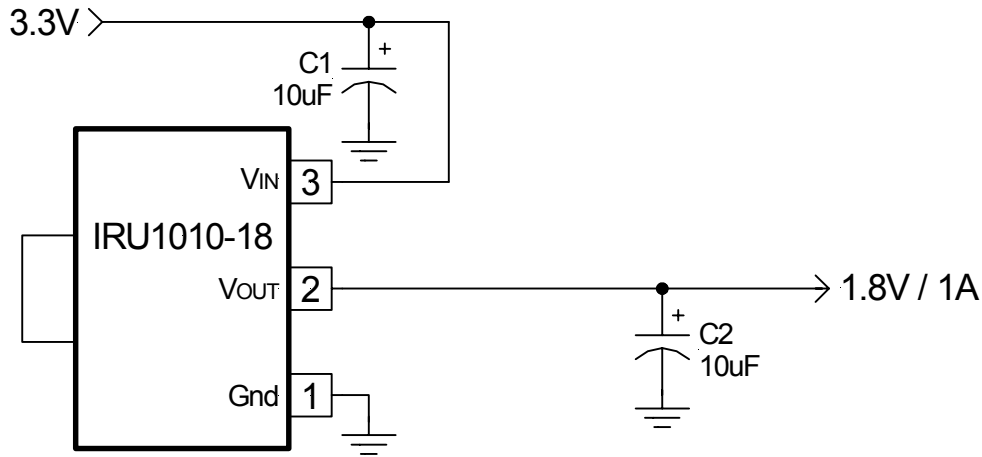 3.3V
+
C1
10uF
VIN
3
IRU1010-18
VOUT
2
1.8V / 1A
+
C2
10uF
Gnd
1